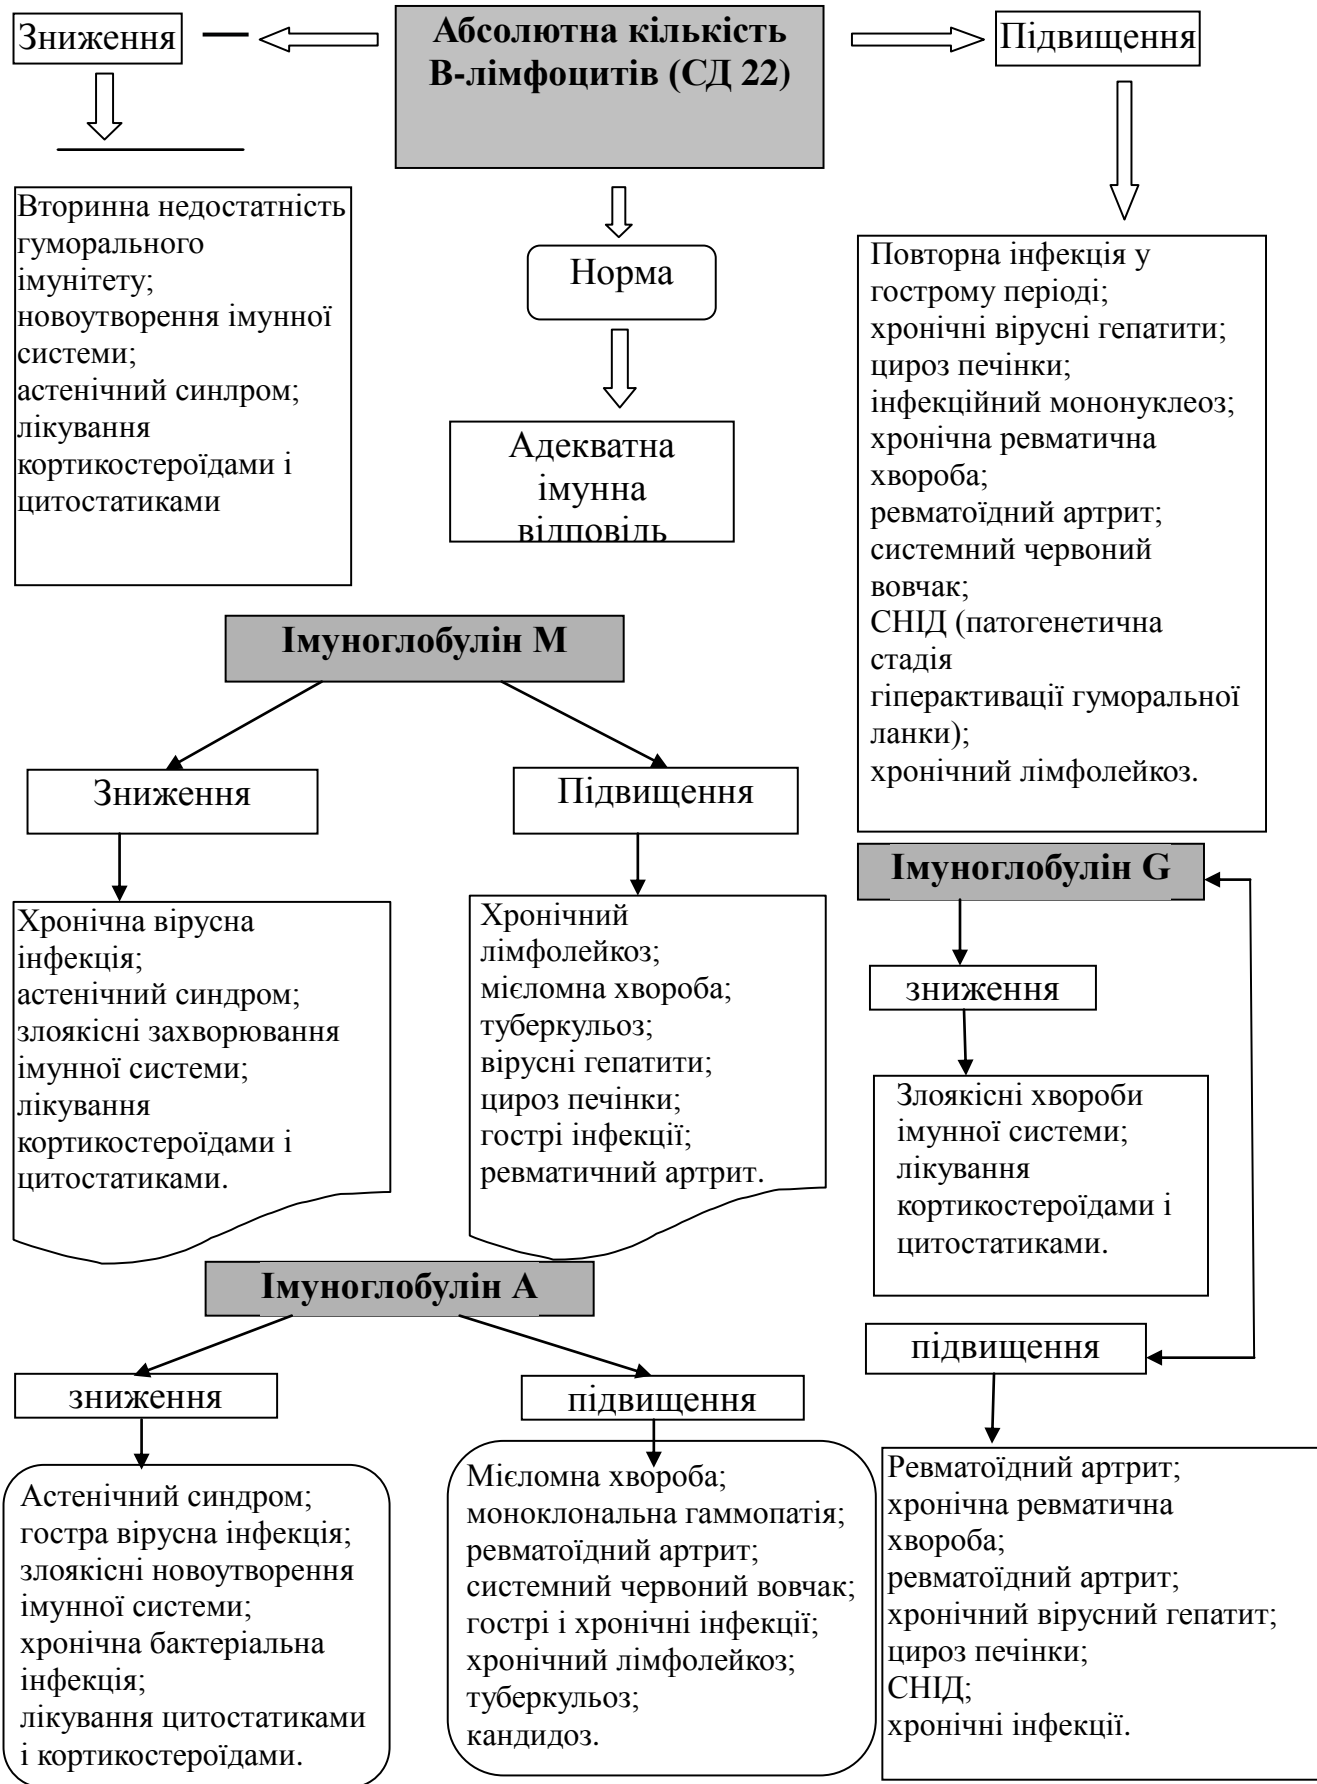 Зниження
Абсолютна кількість
В-лімфоцитів (СД 22)
Підвищення
Вторинна недостатність
гуморального
імунітету;
новоутворення імунної
системи;
астенічний синлром;
лікування
кортикостероїдами і
цитостатиками
Норма
Адекватна
імунна
відповідь
Повторна інфекція у
гострому періоді;
хронічні вірусні гепатити;
цироз печінки;
інфекційний мононуклеоз;
хронічна ревматична
хвороба;
ревматоїдний артрит;
системний червоний
вовчак;
СНІД (патогенетична
стадія
гіперактивації гуморальної
ланки);
хронічний лімфолейкоз.
Імуноглобулін М
Зниження
Підвищення
Хронічна вірусна
інфекція;
астенічний синдром;
злоякісні захворювання
імунної системи;
лікування
кортикостероїдами і
цитостатиками.
Хронічний
лімфолейкоз;
мієломна хвороба;
туберкульоз;
вірусні гепатити;
цироз печінки;
гострі інфекції;
ревматичний артрит.
Імуноглобулін G
зниження
Злоякісні хвороби
імунної системи;
лікування
кортикостероїдами і
цитостатиками.
підвищення
Ревматоїдний артрит;
хронічна ревматична
хвороба;
ревматоїдний артрит;
хронічний вірусний гепатит;
цироз печінки;
СНІД;
хронічні інфекції.
Імуноглобулін А
зниження
підвищення
Астенічний синдром;
гостра вірусна інфекція;
злоякісні новоутворення
імунної системи;
хронічна бактеріальна
інфекція;
лікування цитостатиками
і кортикостероїдами.
Мієломна хвороба;
моноклональна гаммопатія;
ревматоїдний артрит;
системний червоний вовчак;
гострі і хронічні інфекції;
хронічний лімфолейкоз;
туберкульоз;
кандидоз.